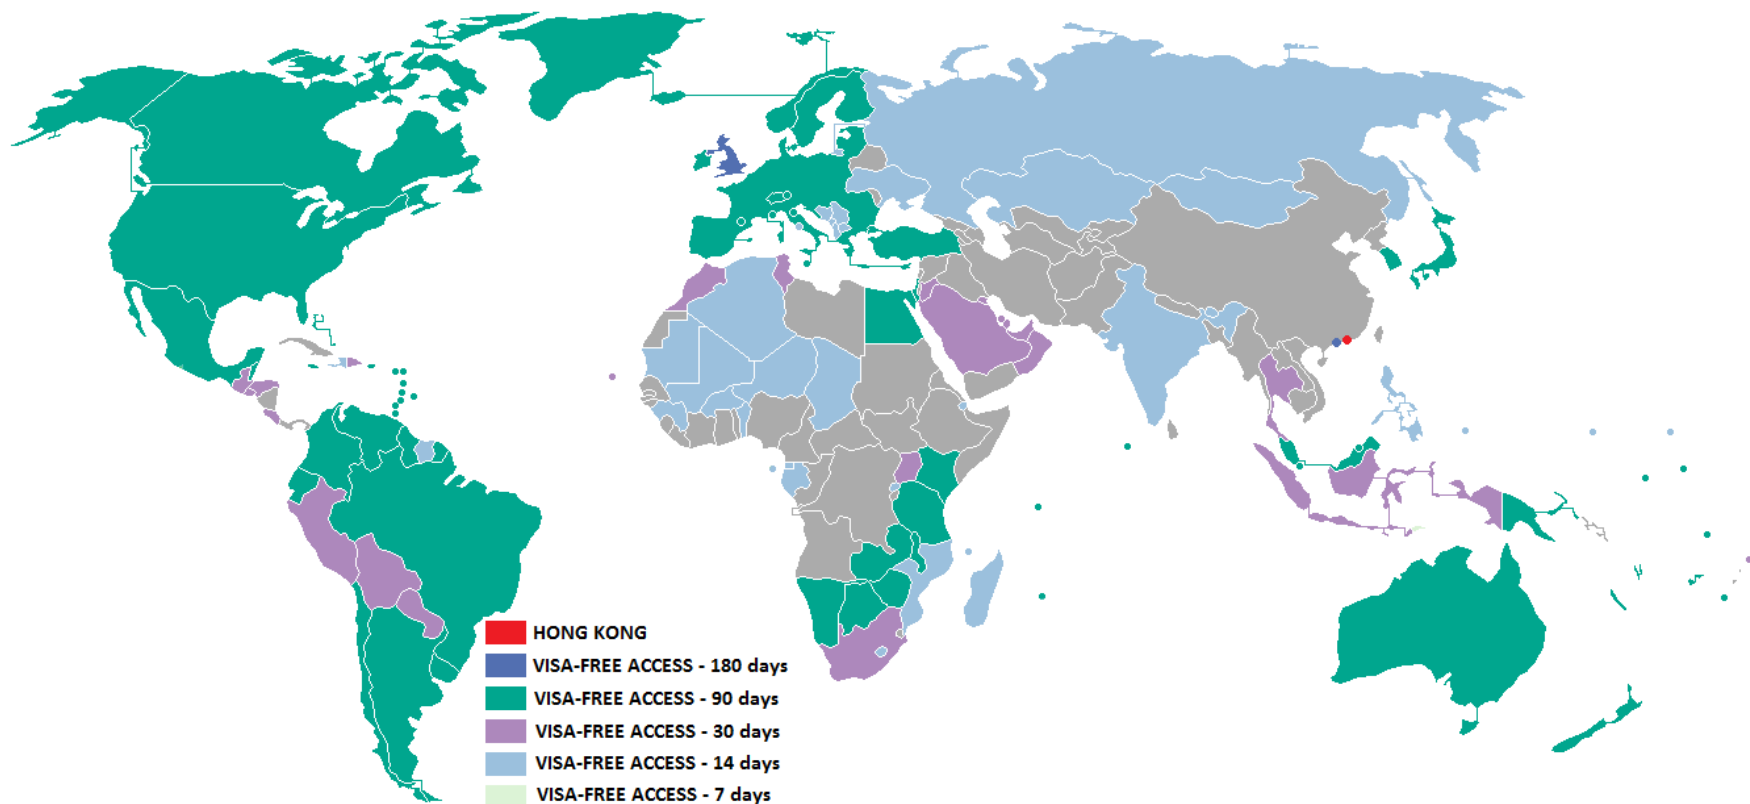 HONG KONG
VISA-FREE ACCESS - 180 days
VISA-FREE ACCESS - 90 days
VISA-FREE ACCESS - 30 days
VISA-FREE ACCESS - 14 days
VISA-FREE ACCESS - 7 days